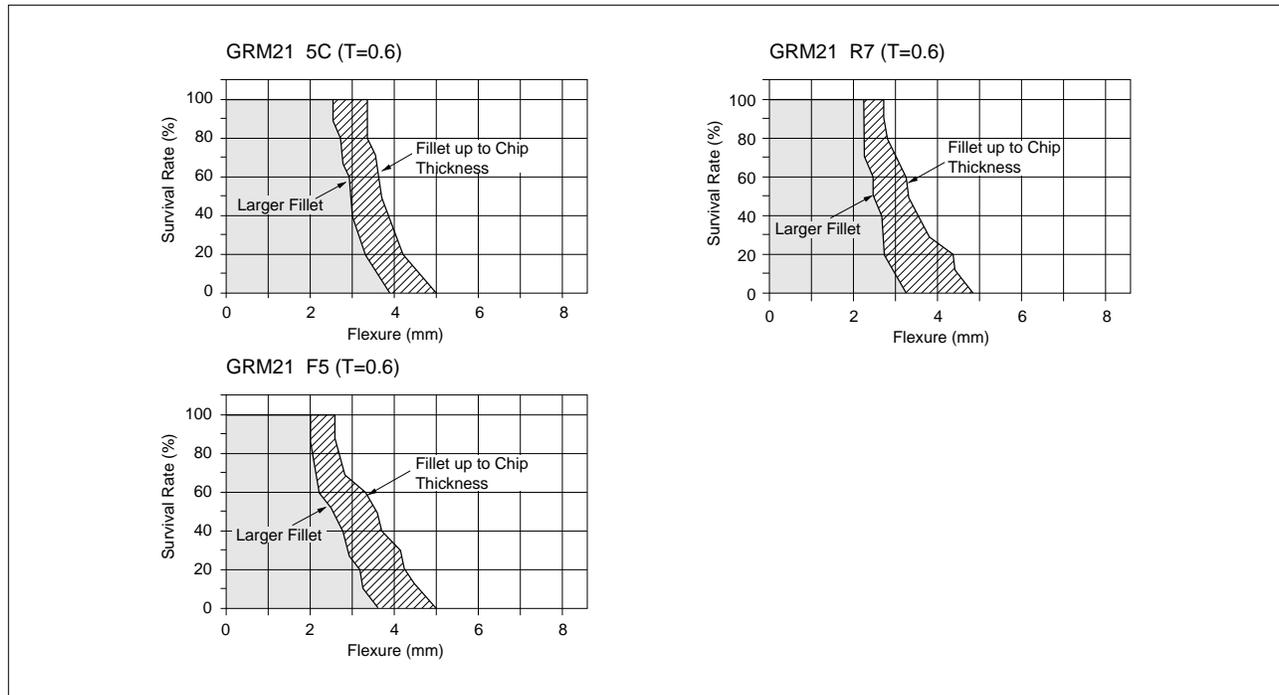 GRM21 5C (T=0.6)
Survival Rate (%)
100
80
60
40
20
0
Fillet up to Chip
Thickness
Larger Fillet
0 2 4 6 8
Flexure (mm)
GRM21 R7 (T=0.6)
Survival Rate (%)
100
80
60
40
20
0
Fillet up to Chip
Thickness
Larger Fillet
0 2 4 6 8
Flexure (mm)
GRM21 F5 (T=0.6)
Survival Rate (%)
100
80
60
40
20
0
Fillet up to Chip
Thickness
Larger Fillet
0 2 4 6 8
Flexure (mm)